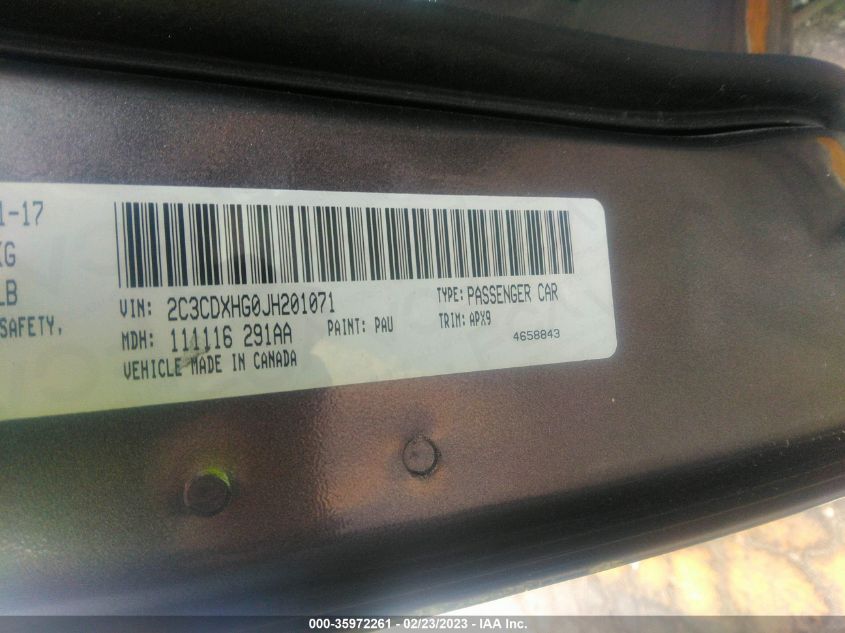 1-17
KG
LB
SAFETY,
VIN: 2C3CDXHG0JH201071
TYPE: PASSENGER CAR
MDH: 111116 291AA
PAINT: PAU
TRIM: APX9
VEHICLE MADE IN CANADA
4658843
000-35972261 - 02/23/2023 - IAA Inc.